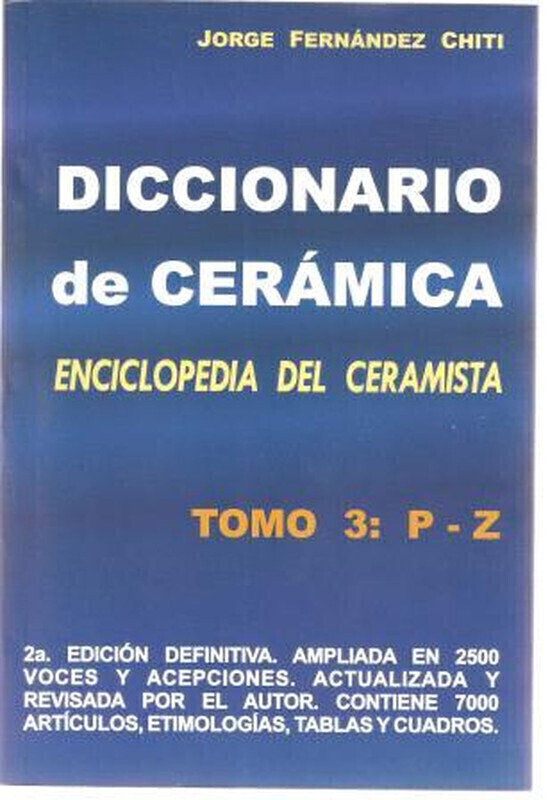 JORGE FERNÁNDEZ CHITI
DICCIONARIO
de CERÁMICA
ENCICLOPEDIA DEL CERAMISTA
TOMO 3: P - Z
2a. EDICIÓN DEFINITIVA. AMPLIADA EN 2500
VOCES Y ACEPCIONES. ACTUALIZADA Y
REVISADA POR EL AUTOR. CONTIENE 7000
ARTÍCULOS, ETIMOLOGÍAS, TABLAS Y CUADROS.